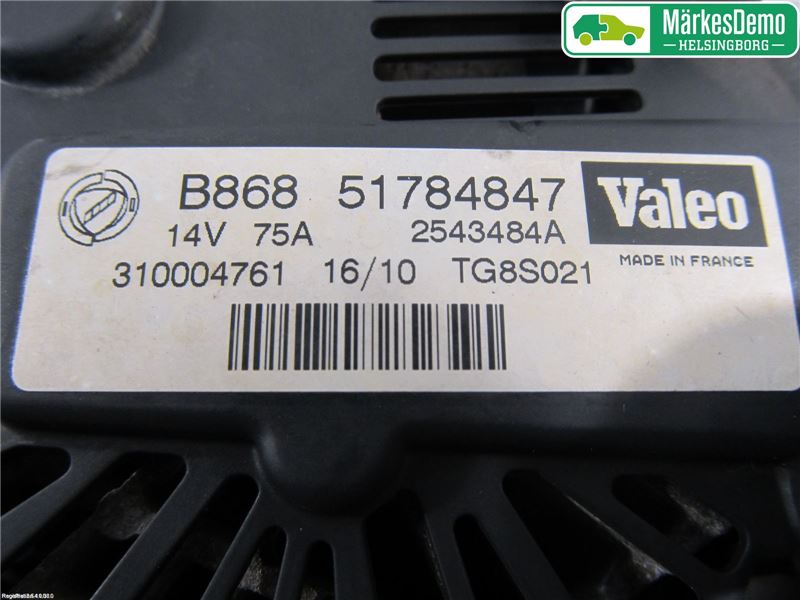 MärkesDemo
HELSINGBORG
B868 51784847
Valeo
14V 75A 2543484A
MADE IN FRANCE
310004761 16/10 TG8S021